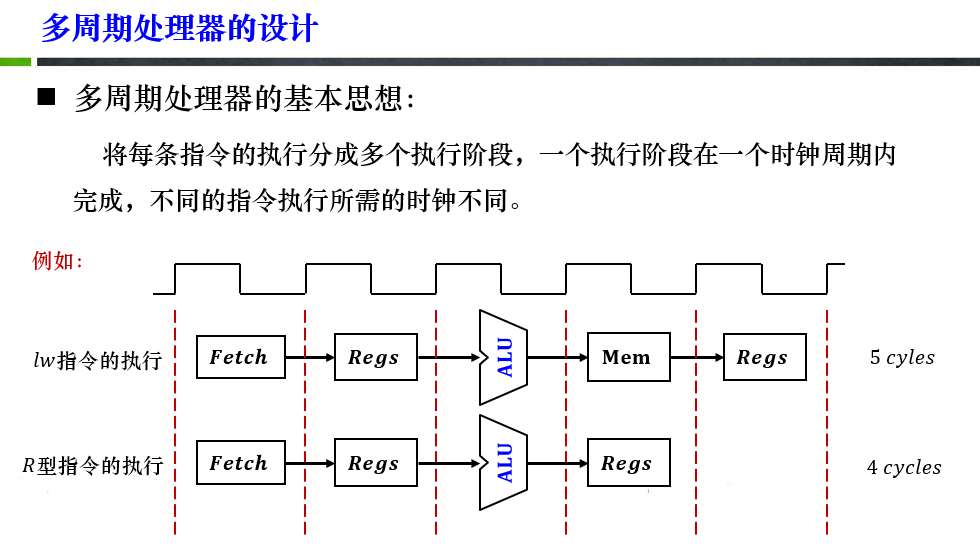 多周期处理器的设计
■ 多周期处理器的基本思想：
将每条指令的执行分成多个执行阶段，一个执行阶段在一个时钟周期内
完成，不同的指令执行所需的时钟不同。
例如：
lw指令的执行 Fetch Regs ALU Mem Regs 5 cyles
R型指令的执行 Fetch Regs ALU Regs 4 cycles